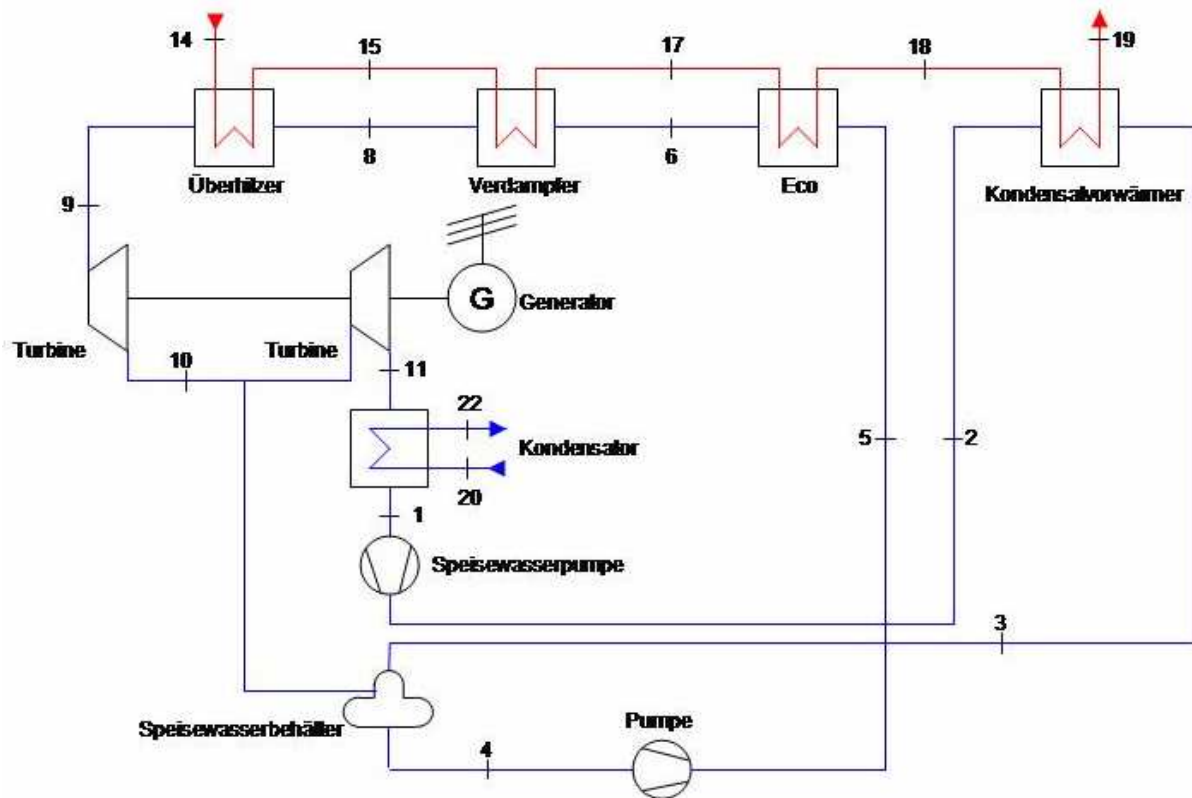 14
15
17
18
19
8
6
Überhitzer
Verdampfer
Eco
Kondensatvorwärmer
9
G
Generator
Turbine
Turbine
10
11
22
Kondensator
20
5
2
1
Speisewasserpumpe
3
Speisewasserbehälter
Pumpe
4